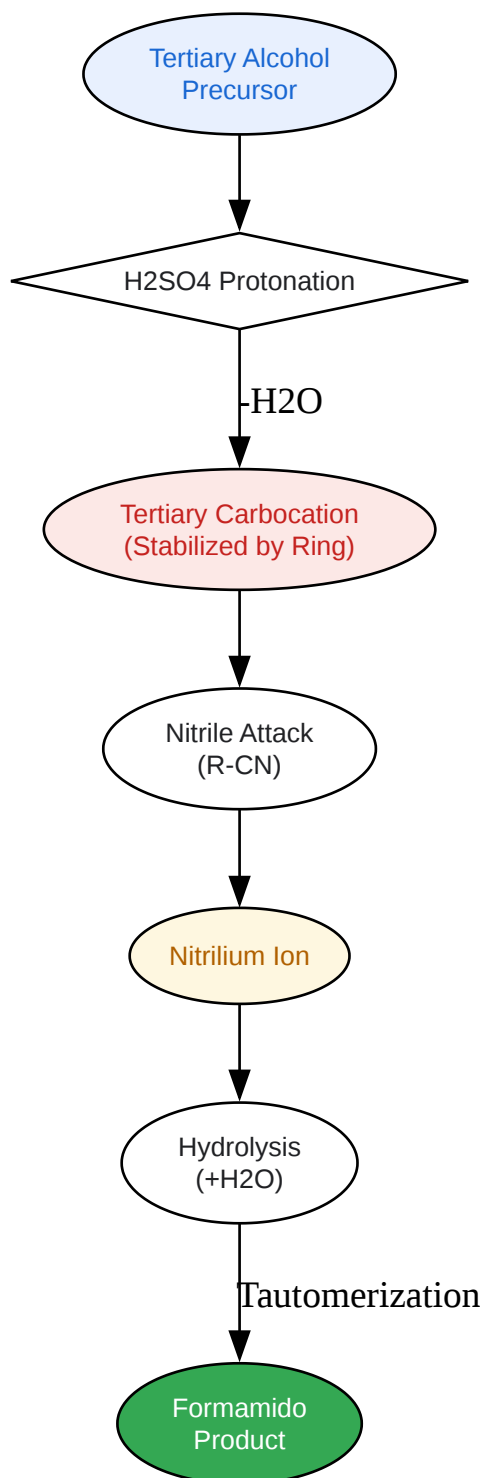 Tertiary Alcohol
Precursor
H2SO4 Protonation
-H2O
Tertiary Carbocation
(Stabilized by Ring)
Nitrile Attack
(R-CN)
Nitrilium Ion
Hydrolysis
(+H2O)
Tautomerization
Formamido
Product